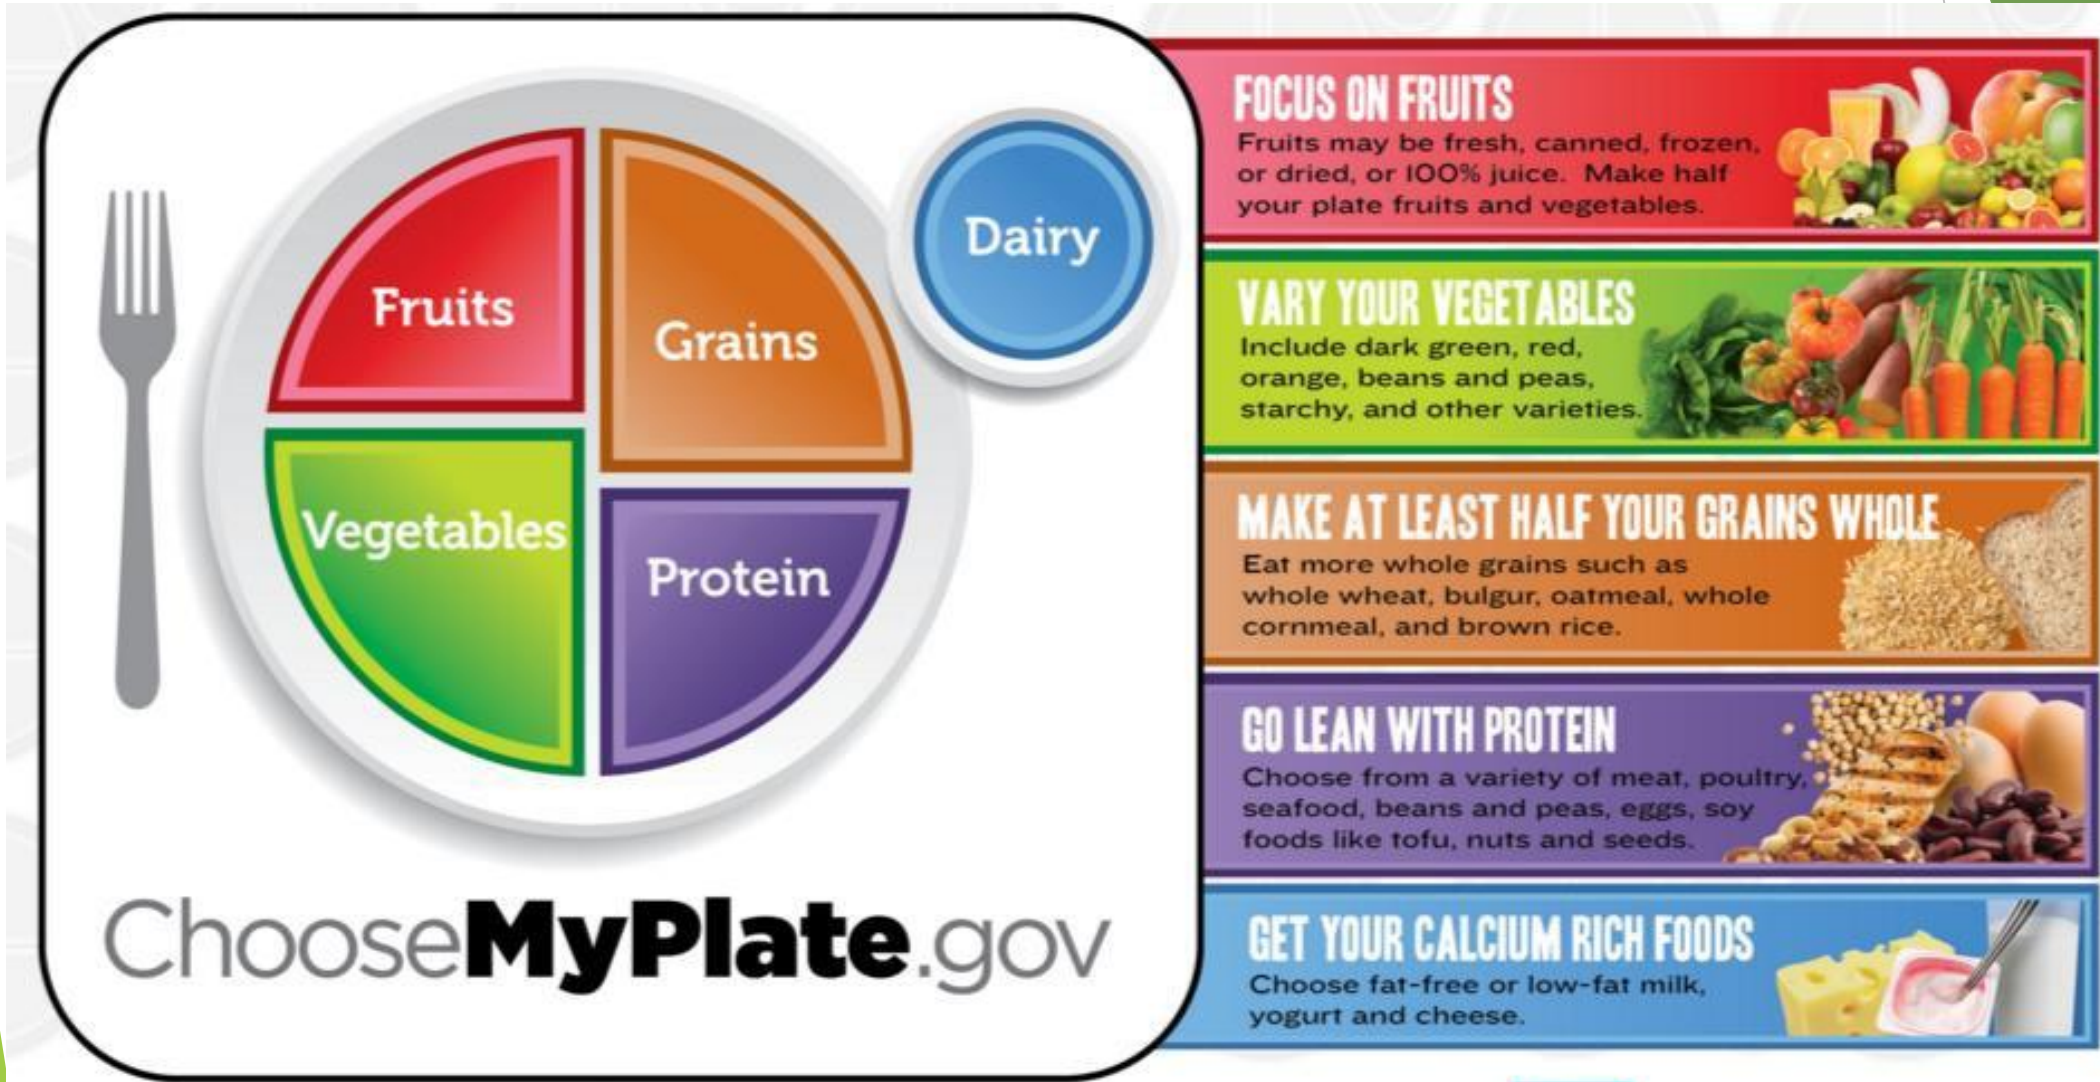 Fruits
Grains
Dairy
Vegetables
Protein
ChooseMyPlate.gov
FOCUS ON FRUITS
Fruits may be fresh, canned, frozen,
or dried, or 100% juice. Make half
your plate fruits and vegetables.
VARY YOUR VEGETABLES
Include dark green, red,
orange, beans and peas,
starchy, and other varieties.
MAKE AT LEAST HALF YOUR GRAINS WHOLE
Eat more whole grains such as
whole wheat, bulgur, oatmeal, whole
cornmeal, and brown rice.
GO LEAN WITH PROTEIN
Choose from a variety of meat, poultry,
seafood, beans and peas, eggs, soy
foods like tofu, nuts and seeds.
GET YOUR CALCIUM RICH FOODS
Choose fat-free or low-fat milk,
yogurt and cheese.